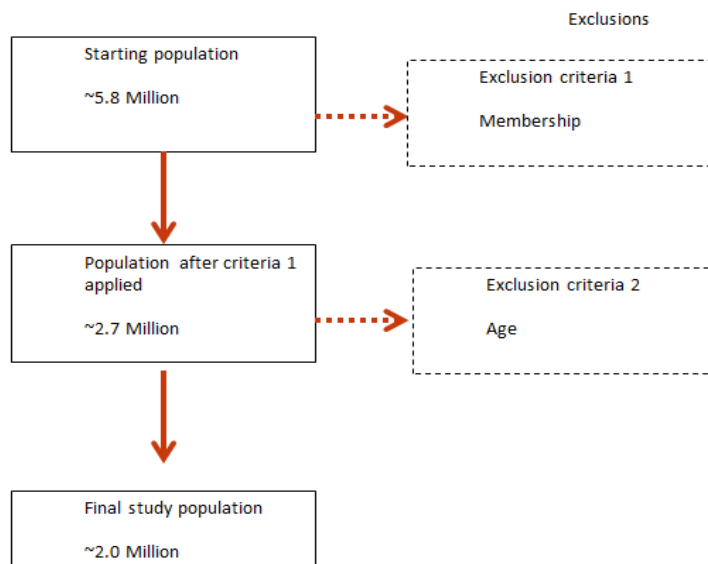 Exclusions
Starting population
~5.8 Million
Exclusion criteria 1
Membership
Population after criteria 1
applied
~2.7 Million
Exclusion criteria 2
Age
Final study population
~2.0 Million